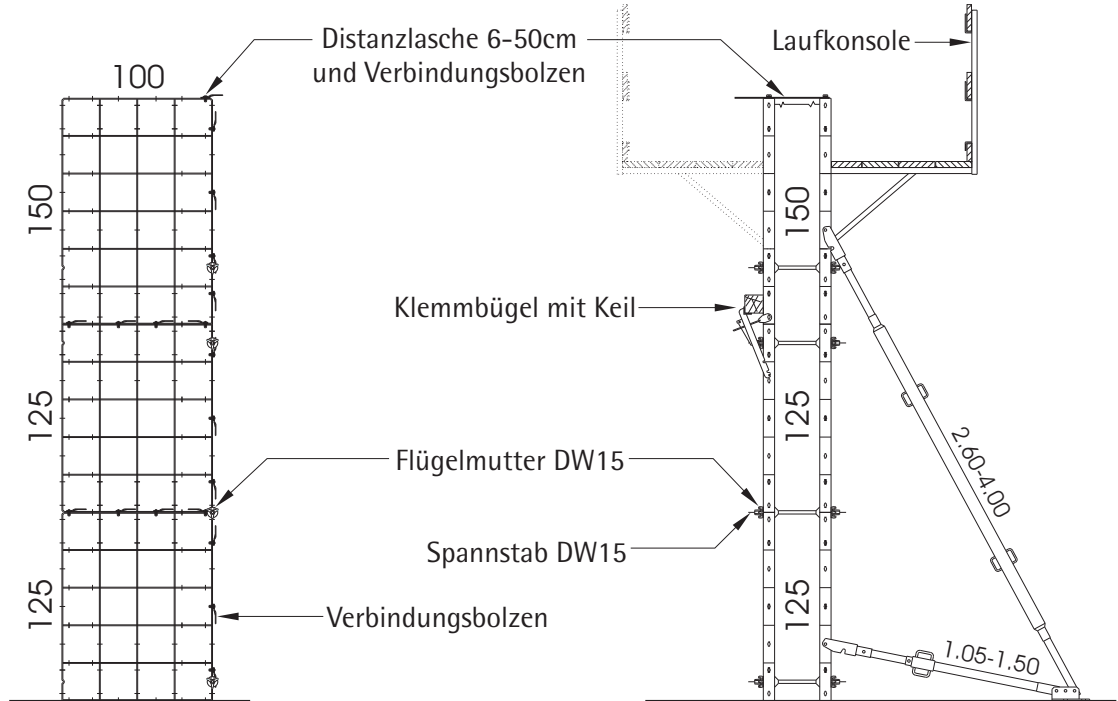 Distanzlasche 6-50cm
und Verbindungsbolzen
Laufkonsole
100
150
150
Klemmbügel mit Keil
125
125
Flügelmutter DW15
2.60-4.00
Spannstab DW15
125
125
Verbindungsbolzen
1.05-1.50